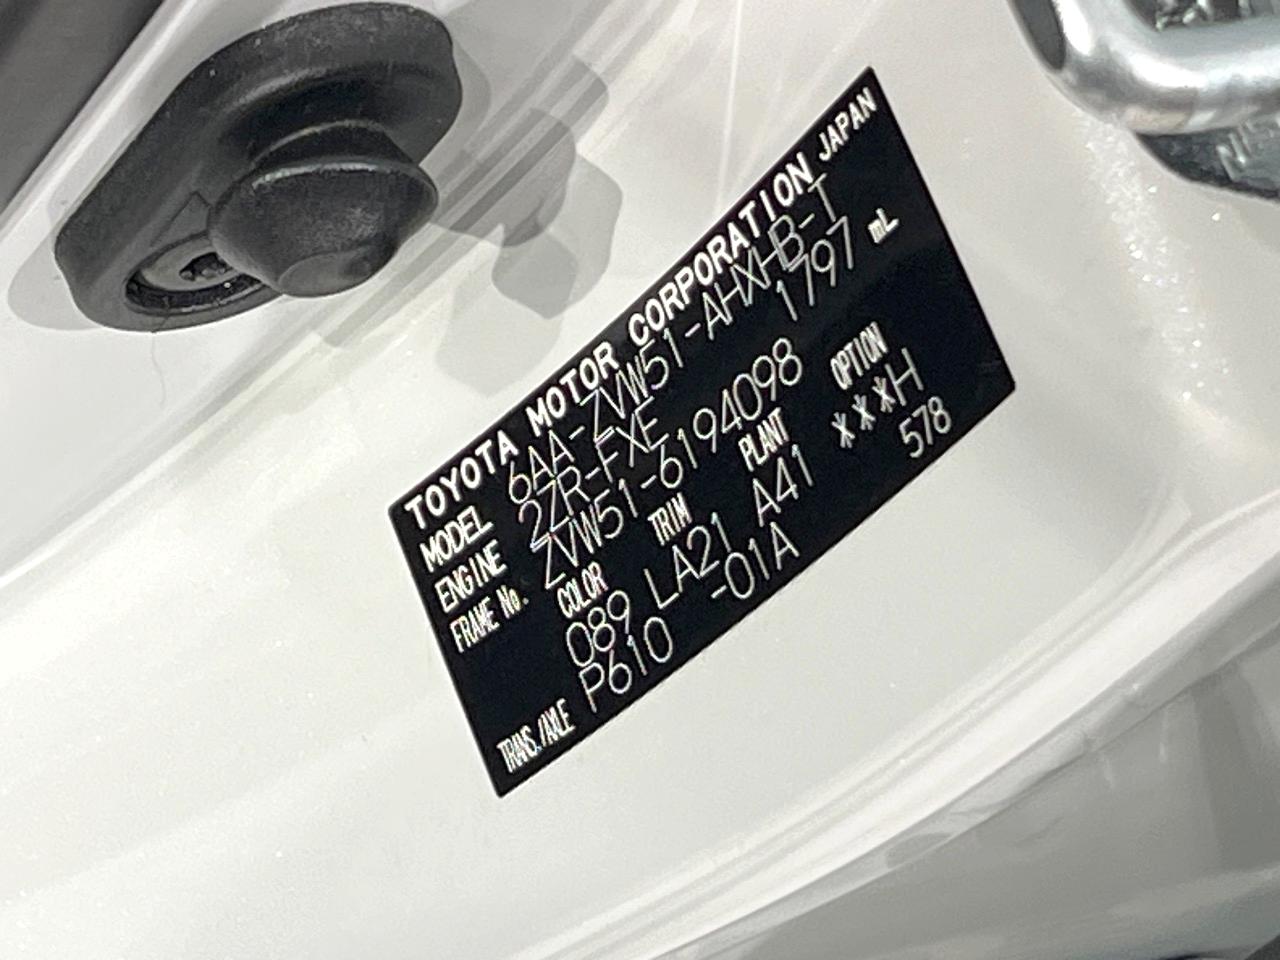 TOYOTA MOTOR CORPORATION JAPAN
MODEL 6AA-ZVW51-AHXHB-T
ENGINE 2ZR-FXE 1797 mL
FRAME No. ZVW51-6194098
COLOR TRIM PLANT OPTION
089 LA21 A41 ***H
TRANS./AXLE P610 -01A 578